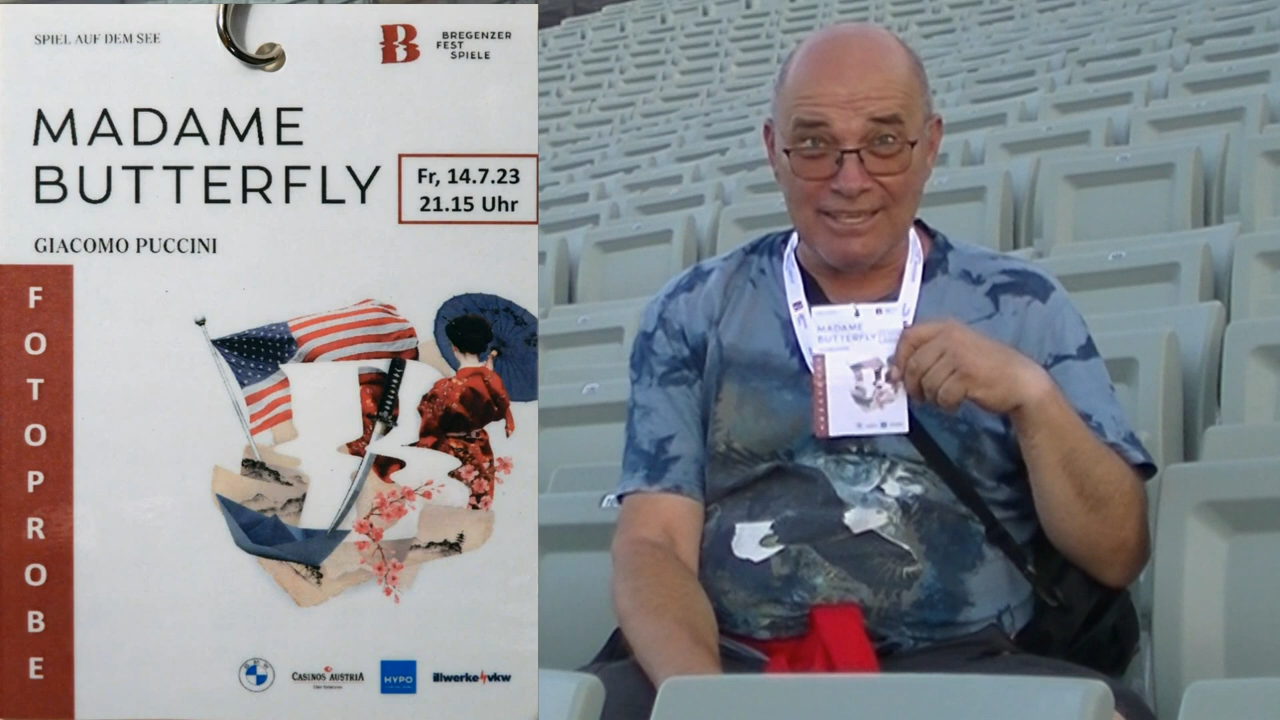 SPIEL AUF DEM SEE
BREGENZER
FEST
SPIELE
MADAME
BUTTERFLY
Fr, 14.7.23
21.15 Uhr
GIACOMO PUCCINI
FOTOPROBE
BMW
CASINOS AUSTRIA
HYPO
illwerke vkw
MADAME
BUTTERFLY